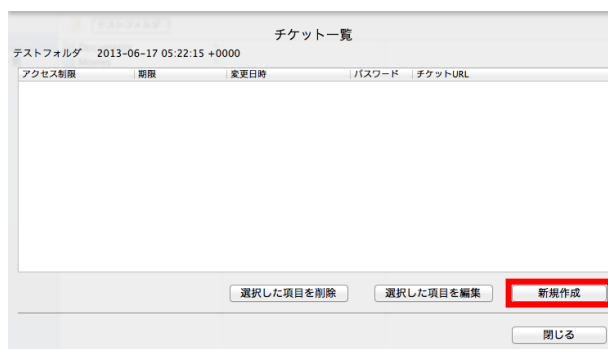 チケット一覧
テストフォルダ 2013-06-17 05:22:15 +0000
アクセス制限 期限 変更日時 パスワード チケットURL
選択した項目を削除 選択した項目を編集 新規作成
閉じる